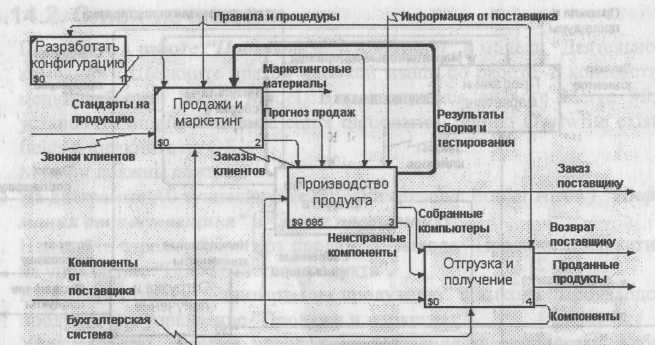 Правила и процедуры
Информация от поставщика
Разработать
конфигурацию
$0
Маркетинговые
материалы
Стандарты на
продукцию
Продажи и
маркетинг
$0
2
Прогноз продаж
Результаты
сборки и
тестирования
Звонки клиентов
Заказы
клиентов
Производство
продукта
$9 685
3
Заказ
поставщику
Собранные
компьютеры
Неисправные
компоненты
Возврат
поставщику
Компоненты
от
поставщика
Отгрузка и
получение
$0
4
Проданные
продукты
Компоненты
Бухгалтерская
система